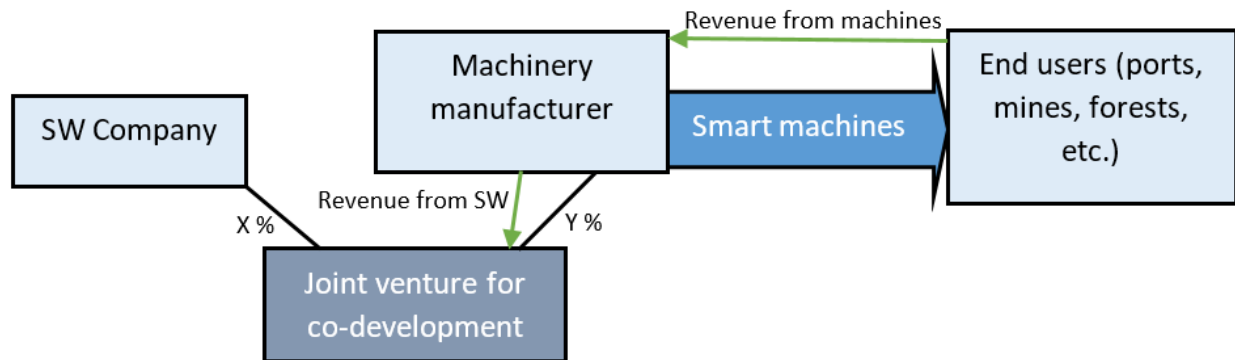 Revenue from machines
Machinery
manufacturer
End users (ports,
mines, forests,
etc.)
SW Company
Smart machines
Revenue from SW
X %
Y %
Joint venture for
co-development